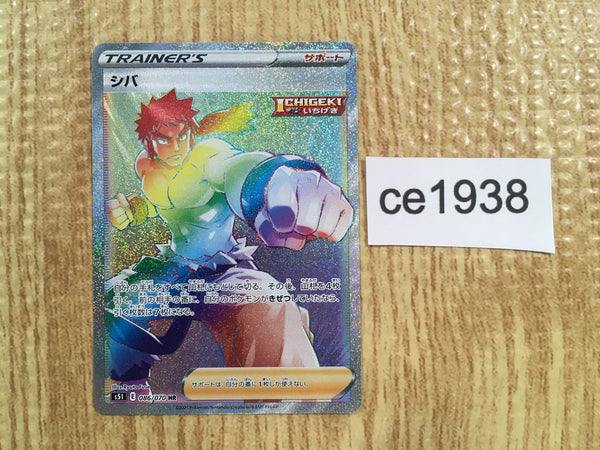 TRAINER'S サポート
シバ
ICHIGEKI
いちげき
ce1938
自分の手札をすべて山札にもどして切る。その後、山札を4枚
引く。前の相手の番に、自分のポケモンがきぜつしていたなら、
引く枚数は7枚になる。
サポートは、自分の番に1枚しか使えない。
s5I E 086/070 HR